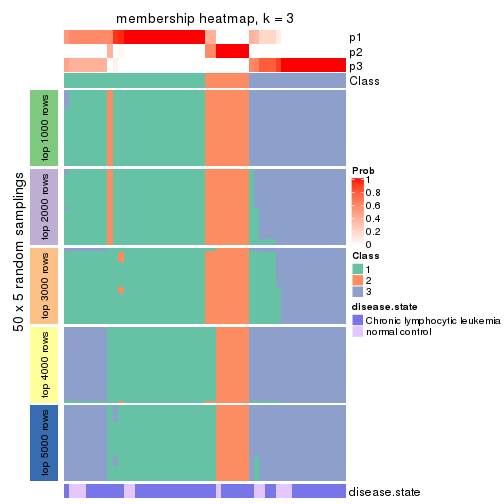 membership heatmap, k = 3
p1
p2
p3
Class
50 x 5 random samplings
top 1000 rows
top 2000 rows
top 3000 rows
top 4000 rows
top 5000 rows
Prob
1
0.8
0.6
0.4
0.2
0
Class
1
2
3
disease.state
Chronic lymphocytic leukemia
normal control
disease.state